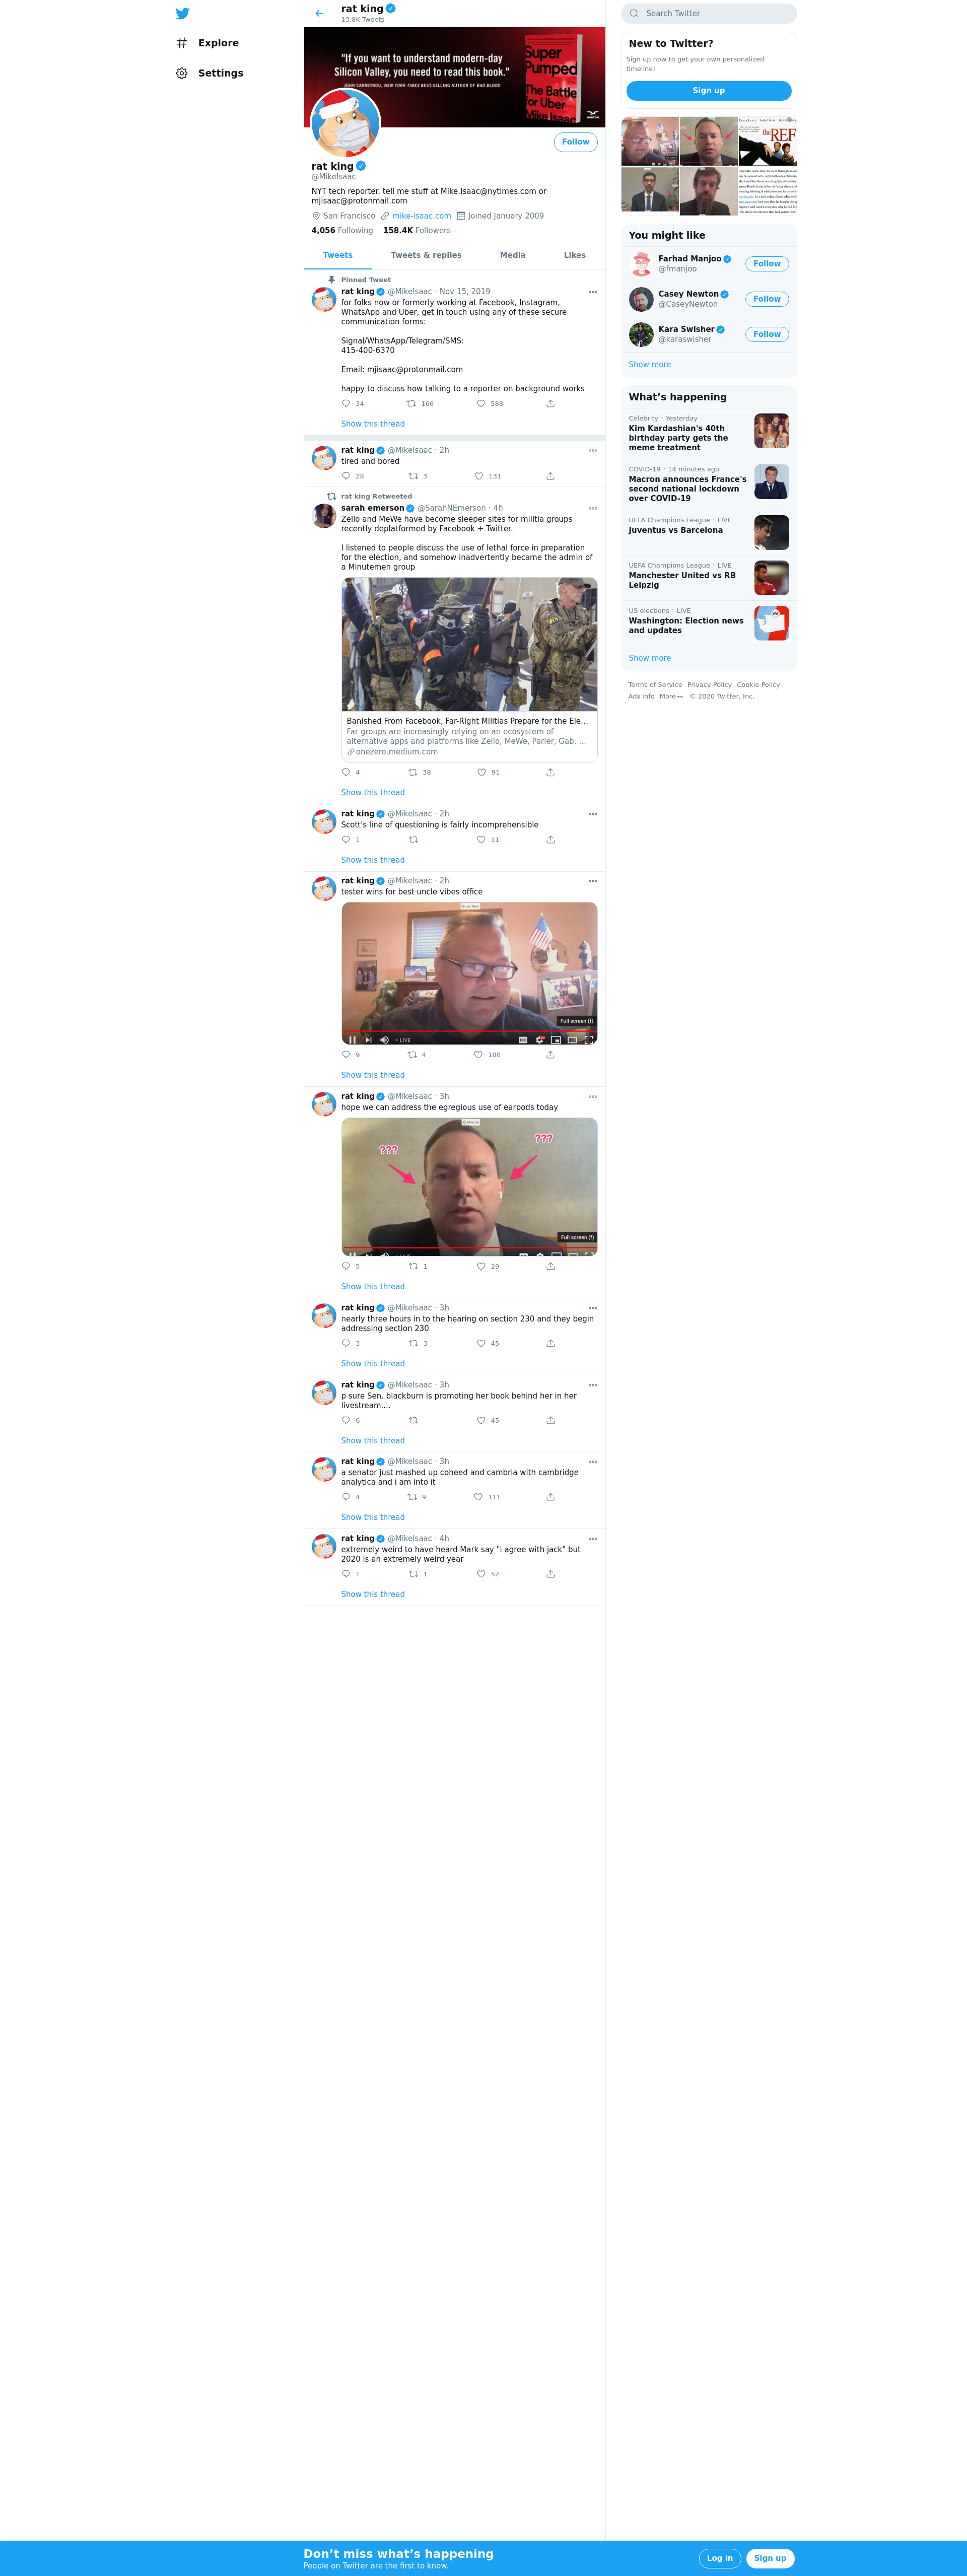 Explore
Settings
rat king
13.8K Tweets
"If you want to understand modern-day
Silicon Valley, you need to read this book."
JOHN CARREYROU, NEW YORK TIMES BEST-SELLING AUTHOR OF BAD BLOOD
Super
Pumped
The Battle
for Uber
Mike Isaac
NORTON
Follow
rat king
@MikeIsaac
NYT tech reporter. tell me stuff at Mike.Isaac@nytimes.com or
mjisaac@protonmail.com
San Francisco mike-isaac.com Joined January 2009
4,056 Following 158.4K Followers
Tweets Tweets & replies Media Likes
Pinned Tweet
rat king @MikeIsaac · Nov 15, 2019
for folks now or formerly working at Facebook, Instagram,
WhatsApp and Uber, get in touch using any of these secure
communication forms:
Signal/WhatsApp/Telegram/SMS:
415-400-6370
Email: mjisaac@protonmail.com
happy to discuss how talking to a reporter on background works
34 166 588
Show this thread
rat king @MikeIsaac · 2h
tired and bored
28 3 131
rat king Retweeted
sarah emerson @SarahNEmerson · 4h
Zello and MeWe have become sleeper sites for militia groups
recently deplatformed by Facebook + Twitter.
I listened to people discuss the use of lethal force in preparation
for the election, and somehow inadvertently became the admin of
a Minutemen group
Banished From Facebook, Far-Right Militias Prepare for the Ele...
Far groups are increasingly relying on an ecosystem of
alternative apps and platforms like Zello, MeWe, Parler, Gab, ...
onezero.medium.com
4 38 91
Show this thread
rat king @MikeIsaac · 2h
Scott's line of questioning is fairly incomprehensible
1 11
Show this thread
rat king @MikeIsaac · 2h
tester wins for best uncle vibes office
Full screen (f)
LIVE
9 4 100
Show this thread
rat king @MikeIsaac · 3h
hope we can address the egregious use of earpods today
??? ???
Full screen (f)
5 1 29
Show this thread
rat king @MikeIsaac · 3h
nearly three hours in to the hearing on section 230 and they begin
addressing section 230
3 3 45
Show this thread
rat king @MikeIsaac · 3h
p sure Sen. blackburn is promoting her book behind her in her
livestream....
6 45
Show this thread
rat king @MikeIsaac · 3h
a senator just mashed up coheed and cambria with cambridge
analytica and i am into it
4 9 111
Show this thread
rat king @MikeIsaac · 4h
extremely weird to have heard Mark say "i agree with jack" but
2020 is an extremely weird year
1 1 52
Show this thread
Search Twitter
New to Twitter?
Sign up now to get your own personalized
timeline!
Sign up
the REF
You might like
Farhad Manjoo
@fmanjoo
Follow
Casey Newton
@CaseyNewton
Follow
Kara Swisher
@karaswisher
Follow
Show more
What's happening
Celebrity · Yesterday
Kim Kardashian's 40th
birthday party gets the
meme treatment
COVID-19 · 14 minutes ago
Macron announces France's
second national lockdown
over COVID-19
UEFA Champions League · LIVE
Juventus vs Barcelona
UEFA Champions League · LIVE
Manchester United vs RB
Leipzig
US elections · LIVE
Washington: Election news
and updates
Show more
Terms of Service Privacy Policy Cookie Policy
Ads info More © 2020 Twitter, Inc.
Don't miss what's happening
People on Twitter are the first to know.
Log in Sign up